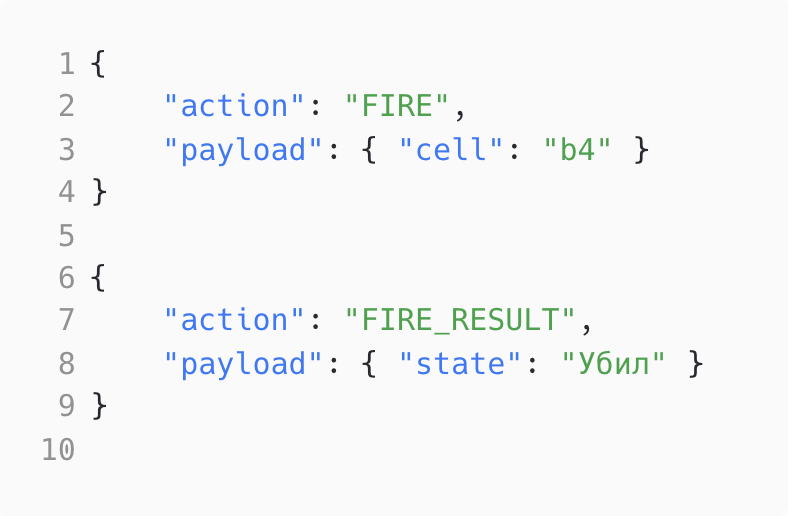 1 {
2     "action": "FIRE",
3     "payload": { "cell": "b4" }
4 }
5
6 {
7     "action": "FIRE_RESULT",
8     "payload": { "state": "Убил" }
9 }
10